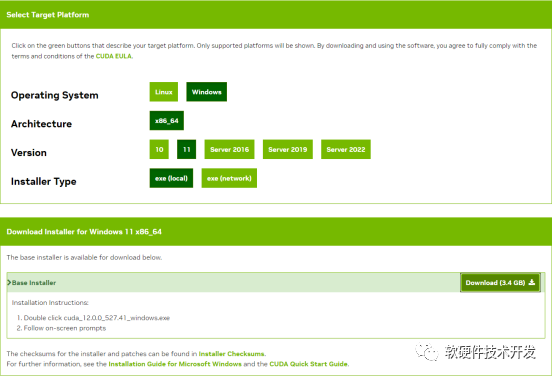 Select Target Platform
Click on the green buttons that describe your target platform. Only supported platforms will be shown. By downloading and using the software, you agree to fully comply with the
terms and conditions of the CUDA EULA.
Operating System Linux Windows
Architecture x86_64
Version 10 11 Server 2016 Server 2019 Server 2022
Installer Type exe (local) exe (network)
Download Installer for Windows 11 x86_64
The base installer is available for download below.
Base Installer Download (3.4 GB)
Installation Instructions:
1. Double click cuda_12.0.0_527.41_windows.exe
2. Follow on-screen prompts
The checksums for the installer and patches can be found in Installer Checksums.
For further information, see the Installation Guide for Microsoft Windows and the CUDA Quick Start Guide.
软硬件技术开发